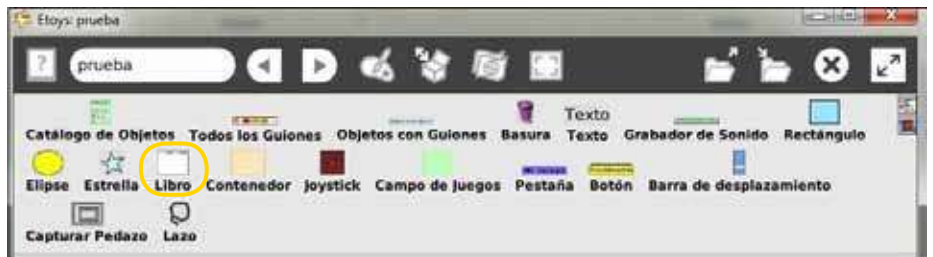 Etoys: prueba
? prueba
Catálogo de Objetos Todos los Guiones Objetos con Guiones Basura Texto Texto Grabador de Sonido Rectángulo
Elipse Estrella Libro Contenedor Joystick Campo de Juegos Pestaña Botón Barra de desplazamiento
Capturar Pedazo Lazo